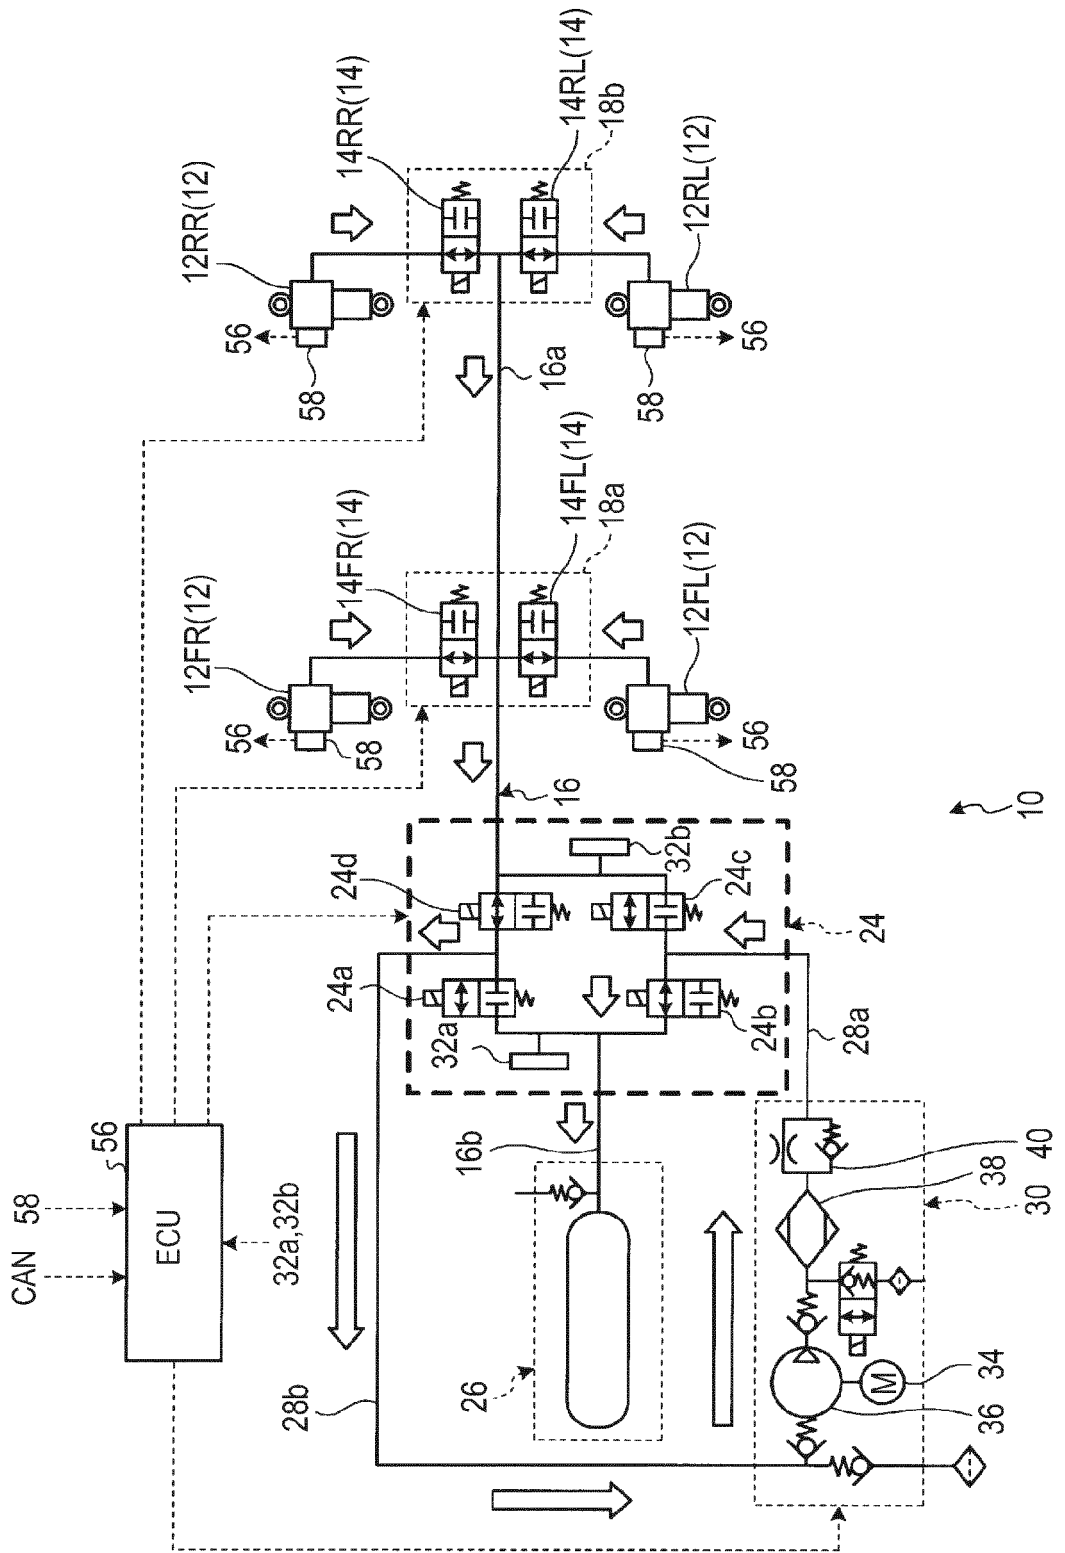 12RR(12)
14RR(14)
14RL(14)
18b
12RL(12)
56
58
16a
58
56
12FR(12)
14FR(14)
14FL(14)
18a
12FL(12)
56
58
16
58
56
10
24d
32b
24c
24
24a
32a
24b
28a
CAN
58
56
ECU
32a,32b
16b
28b
26
40
38
30
M
34
36